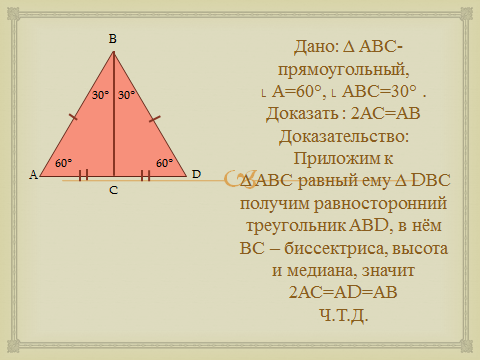 B
30° 30°
60° 60°
A D
C
Дано: Δ ABC-
прямоугольный,
∟A=60°, ∟ABC=30° .
Доказать : 2AC=AB
Доказательство:
Приложим к
Δ ABC равный ему Δ DBC
получим равносторонний
треугольник ABD, в нём
BC – биссектриса, высота
и медиана, значит
2AC=AD=AB
Ч.Т.Д.